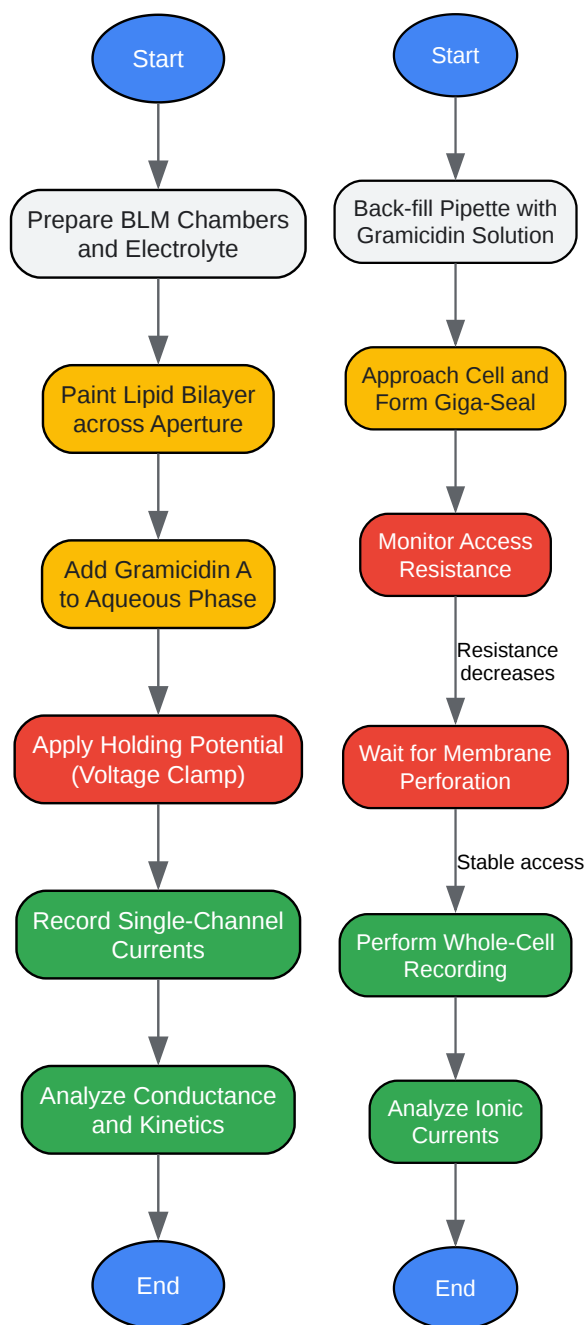 Start
Prepare BLM Chambers
and Electrolyte
Paint Lipid Bilayer
across Aperture
Add Gramicidin A
to Aqueous Phase
Apply Holding Potential
(Voltage Clamp)
Record Single-Channel
Currents
Analyze Conductance
and Kinetics
End
Start
Back-fill Pipette with
Gramicidin Solution
Approach Cell and
Form Giga-Seal
Monitor Access
Resistance
Resistance
decreases
Wait for Membrane
Perforation
Stable access
Perform Whole-Cell
Recording
Analyze Ionic
Currents
End